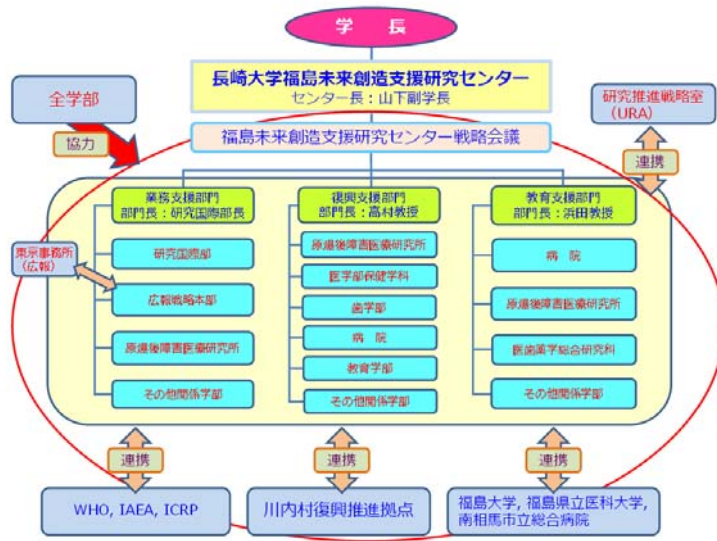 学 長
長崎大学福島未来創造支援研究センター
センター長：山下副学長
全学部
研究推進戦略室
（URA）
協力
福島未来創造支援研究センター戦略会議
連携
業務支援部門
部門長：研究国際部長
復興支援部門
部門長：高村教授
教育支援部門
部門長：浜田教授
東京事務所
（広報）
研究国際部
広報戦略本部
原爆後障害医療研究所
その他関係学部
原爆後障害医療研究所
医学部保健学科
歯学部
病 院
教育学部
その他関係学部
病 院
原爆後障害医療研究所
医歯薬学総合研究科
その他関係学部
連携
連携
連携
WHO, IAEA, ICRP
川内村復興推進拠点
福島大学, 福島県立医科大学,
南相馬市立総合病院